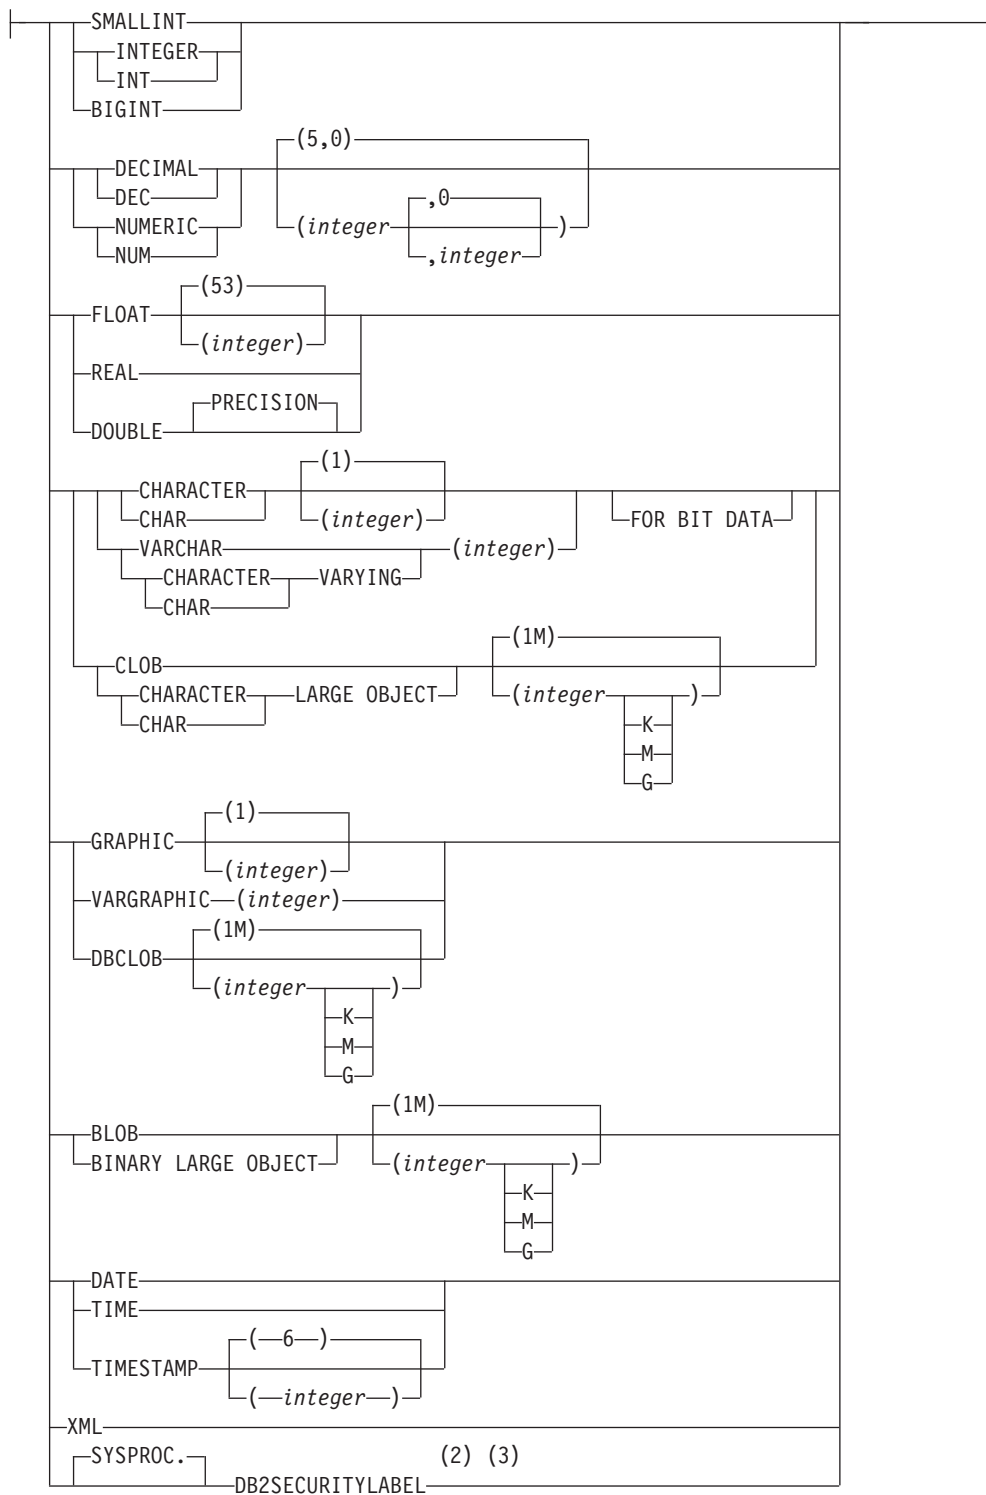 SMALLINT
INTEGER
INT
BIGINT
(5,0)
DECIMAL
DEC
,0
NUMERIC
(integer )
NUM
,integer
(53)
FLOAT
(integer)
REAL
PRECISION
DOUBLE
(1)
CHARACTER
CHAR
(integer)
FOR BIT DATA
VARCHAR
(integer)
CHARACTER
VARYING
CHAR
(1M)
CLOB
CHARACTER
LARGE OBJECT
(integer )
CHAR
K
M
G
(1)
GRAPHIC
(integer)
VARGRAPHIC (integer)
(1M)
DBCLOB
(integer )
K
M
G
(1M)
BLOB
BINARY LARGE OBJECT
(integer )
K
M
G
DATE
TIME
( 6 )
TIMESTAMP
( integer )
XML
SYSPROC.
(2) (3)
DB2SECURITYLABEL